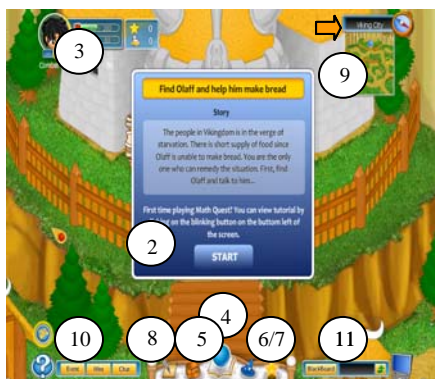 Viking City
3
0
0
9
Find Olaff and help him make bread
Story
The people in Vikingdom is in the verge of
starvation. There is short supply of food since
Olaff is unable to make bread. You are the only
one who can remedy the situation. First, find
Olaff and talk to him...
First time playing Math Quest? You can view tutorial by
on the blinking button on the buttom left of
the screen.
2
START
4
10
8
5
6/7
11
Chat
BlackBoard